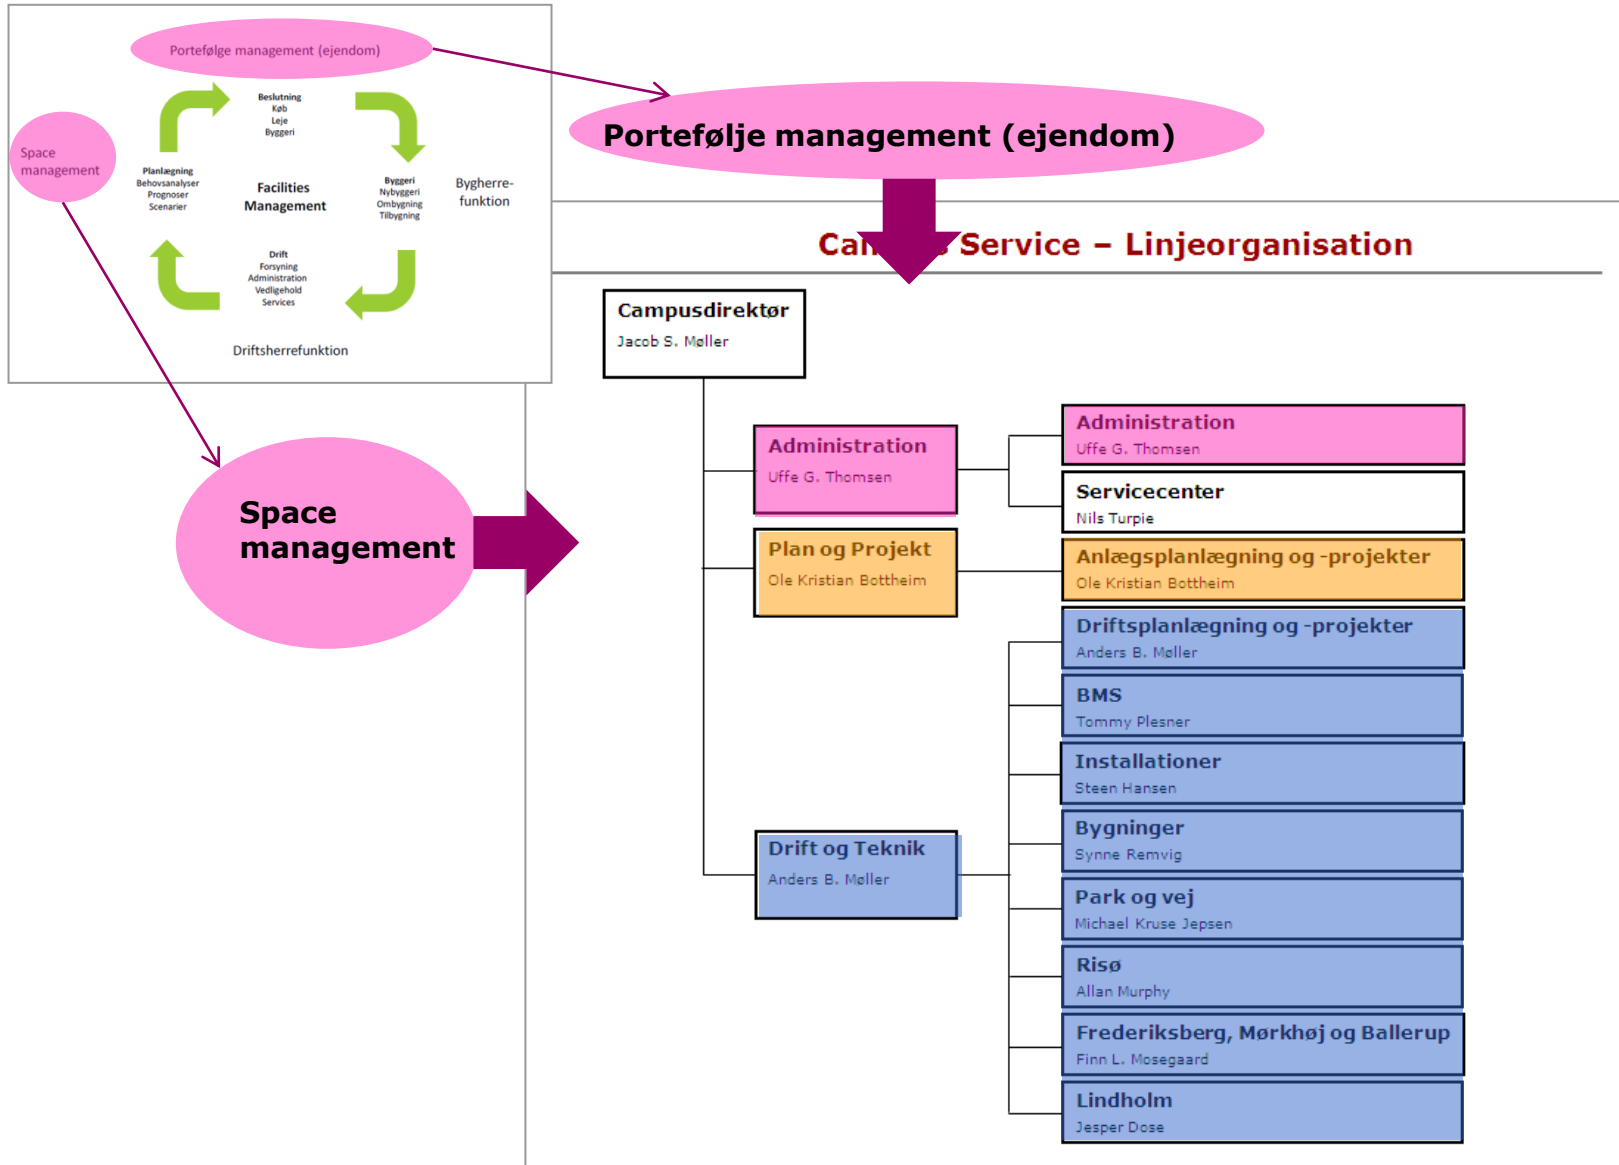 Portefølge management (ejendom)
Space
management
Beslutning
Køb
Leje
Byggeri
Planlægning
Behovsanalyser
Prognoser
Scenarier
Facilities
Management
Byggeri
Nybyggeri
Ombygning
Tilbygning
Bygherre-
funktion
Drift
Forsyning
Administration
Vedligehold
Services
Driftsherrefunktion
Portefølje management (ejendom)
Space
management
Service – Linjeorganisation
Campusdirektør
Jacob S. Møller
Administration
Uffe G. Thomsen
Administration
Uffe G. Thomsen
Servicecenter
Nils Turpie
Plan og Projekt
Ole Kristian Bottheim
Anlægsplanlægning og -projekter
Ole Kristian Bottheim
Drift og Teknik
Anders B. Møller
Driftsplanlægning og -projekter
Anders B. Møller
BMS
Tommy Plesner
Installationer
Steen Hansen
Bygninger
Synne Remvig
Park og vej
Michael Kruse Jepsen
Risø
Allan Murphy
Frederiksberg, Mørkhøj og Ballerup
Finn L. Mosegaard
Lindholm
Jesper Dose